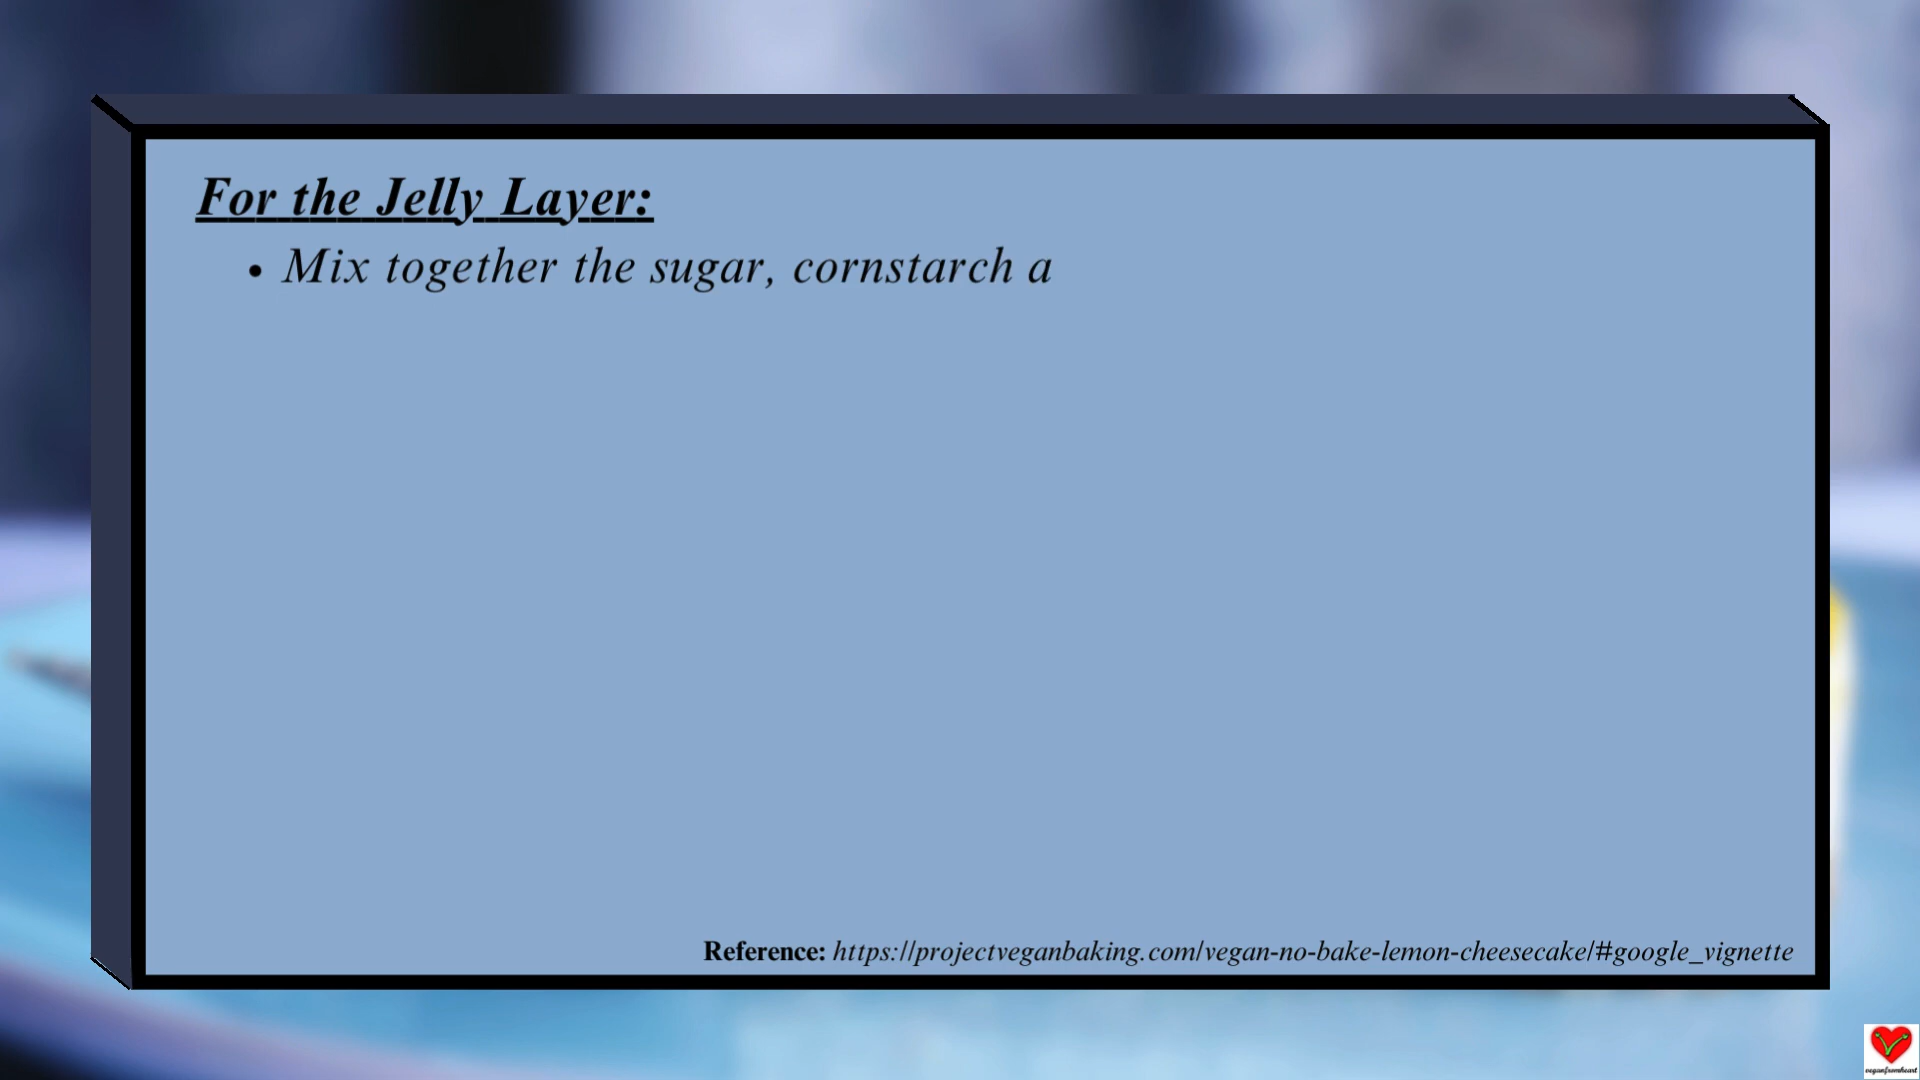 For the Jelly Layer:
• Mix together the sugar, cornstarch a
Reference: https://projectveganbaking.com/vegan-no-bake-lemon-cheesecake/#google_vignette
veganfromheart